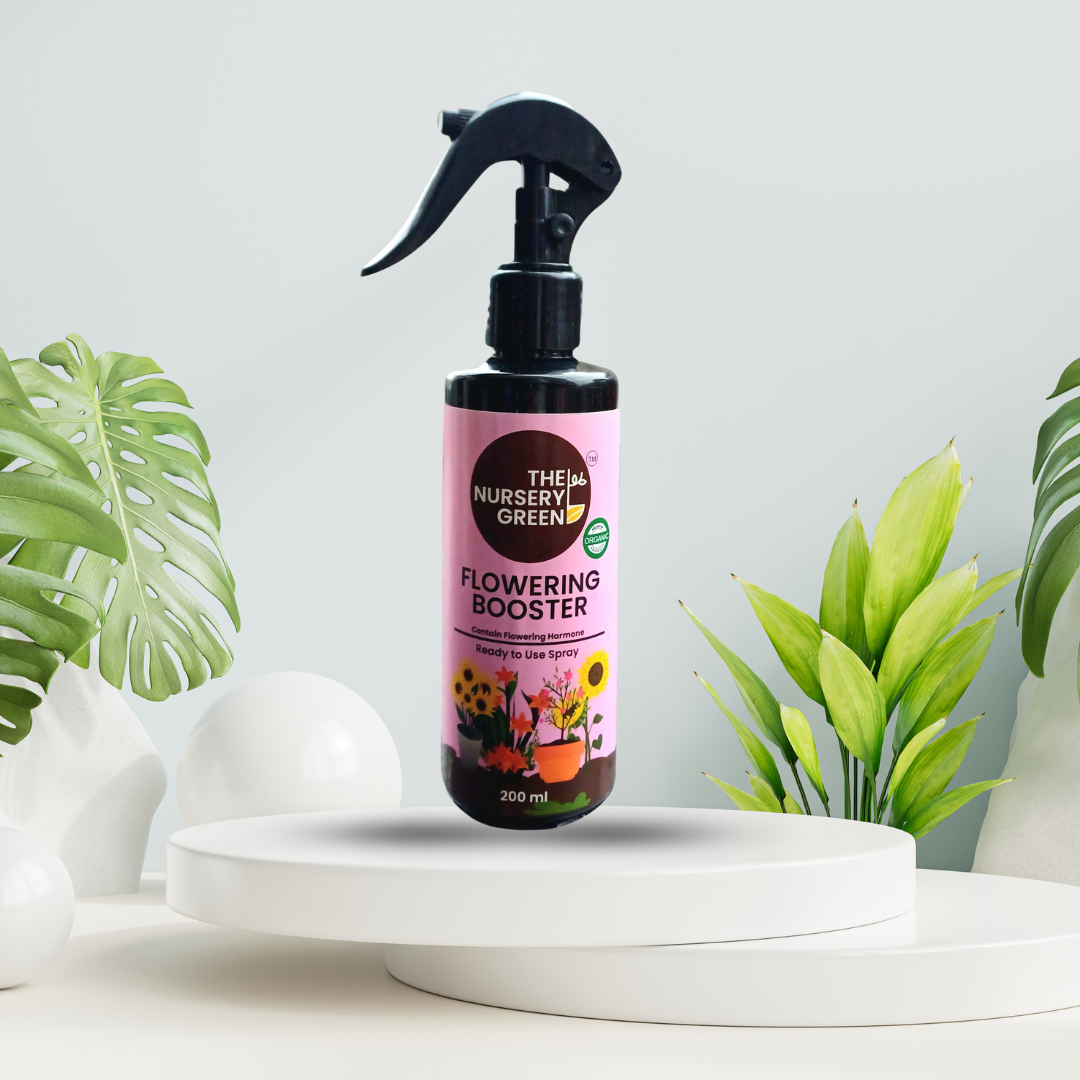 THE
NURSERY
GREEN
TM
ORGANIC
FLOWERING
BOOSTER
Contain Flowering Harmone
Ready to Use Spray
200 ml